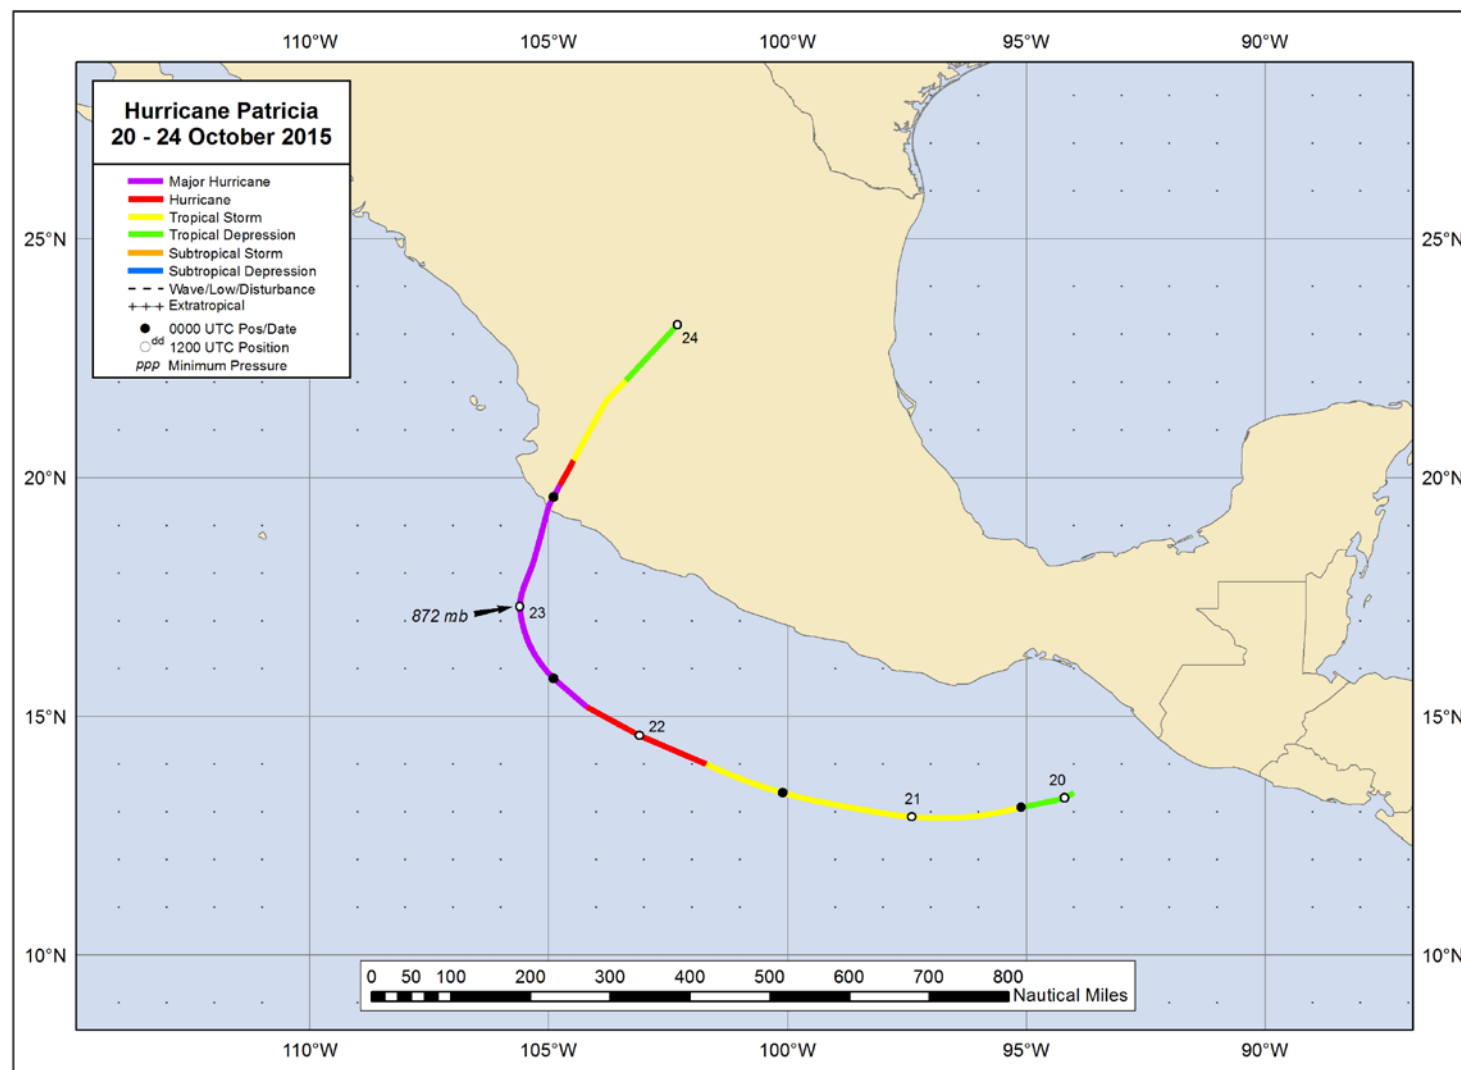 110°W 105°W 100°W 95°W 90°W
Hurricane Patricia
20 - 24 October 2015
Major Hurricane
Hurricane
Tropical Storm
Tropical Depression
Subtropical Storm
Subtropical Depression
Wave/Low/Disturbance
Extratropical
0000 UTC Pos/Date
dd 1200 UTC Position
ppp Minimum Pressure
25°N 25°N
24
20°N 20°N
872 mb 23
15°N 22 15°N
21 20
10°N 10°N
0 50 100 200 300 400 500 600 700 800
Nautical Miles
110°W 105°W 100°W 95°W 90°W